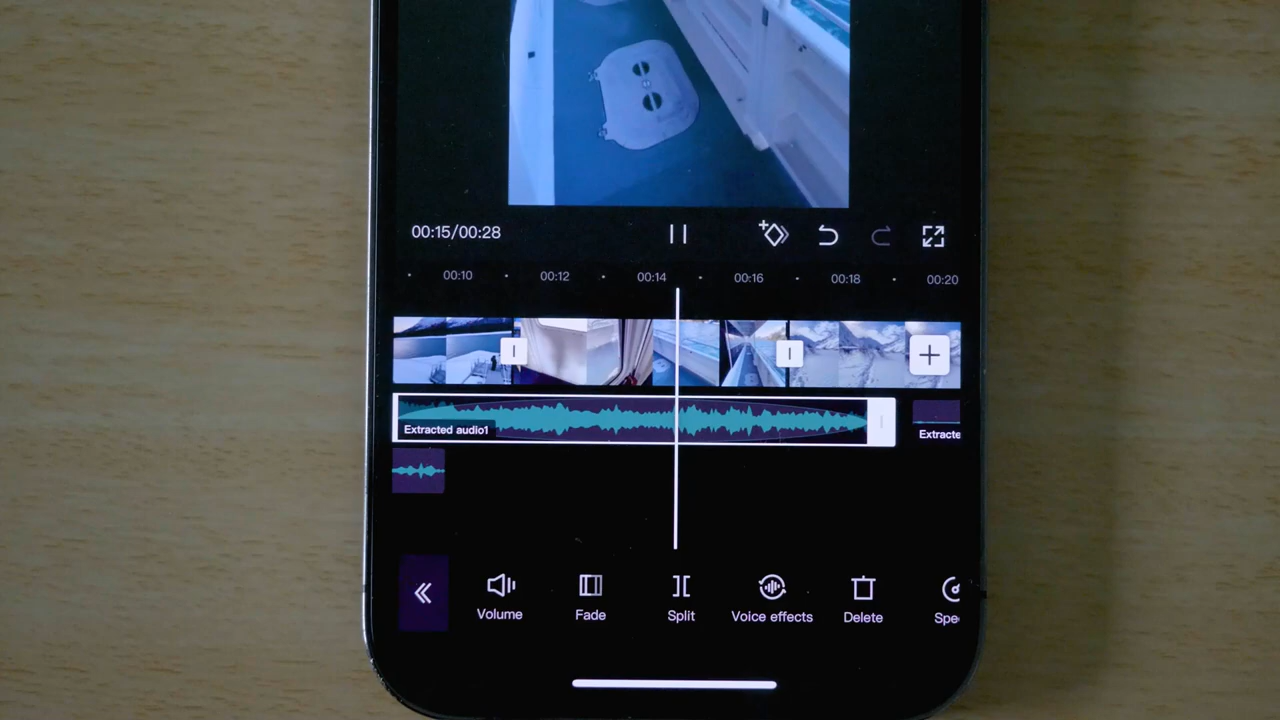 00:15/00:28
00:10 00:12 00:14 00:16 00:18 00:20
Extracted audio1 Extracte
Volume Fade Split Voice effects Delete Spe